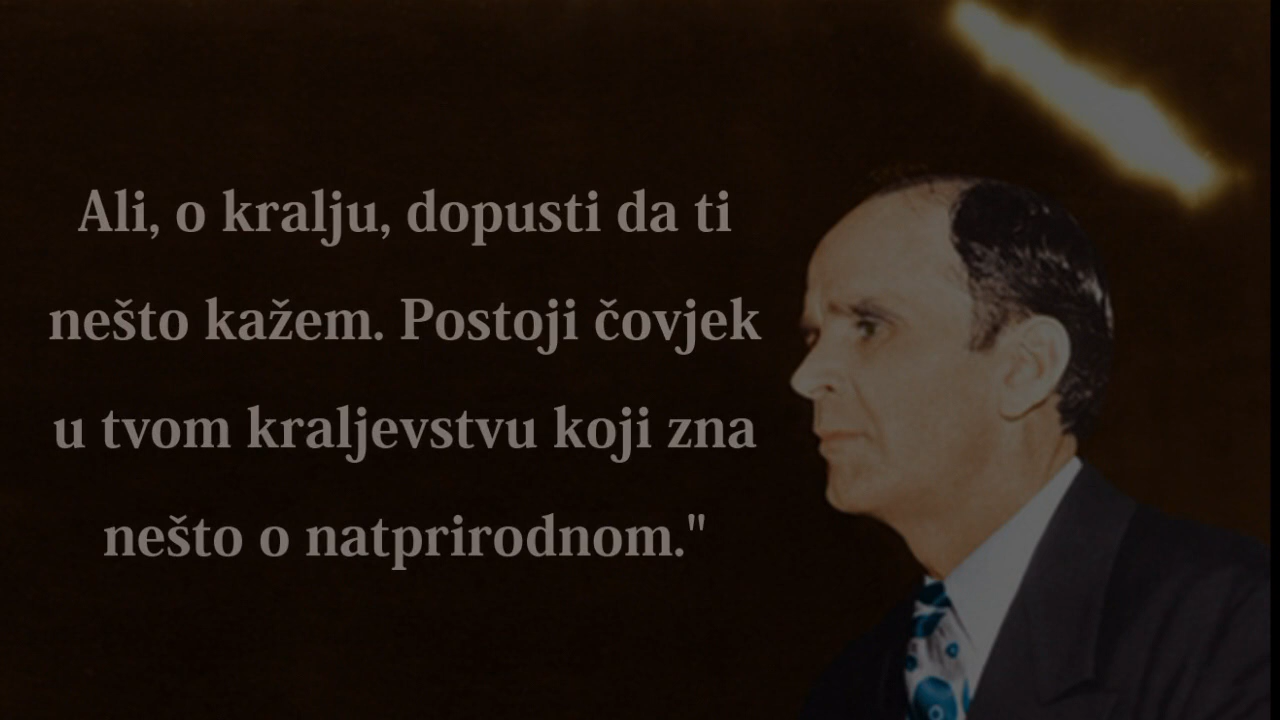 Ali, o kralju, dopusti da ti
nešto kažem. Postoji čovjek
u tvom kraljevstvu koji zna
nešto o natprirodnom."